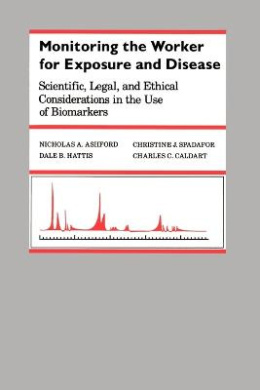 Monitoring the Worker
for Exposure and Disease
Scientific, Legal, and Ethical
Considerations in the Use
of Biomarkers
NICHOLAS A. ASHFORD CHRISTINE J. SPADAFOR
DALE B. HATTIS CHARLES C. CALDART